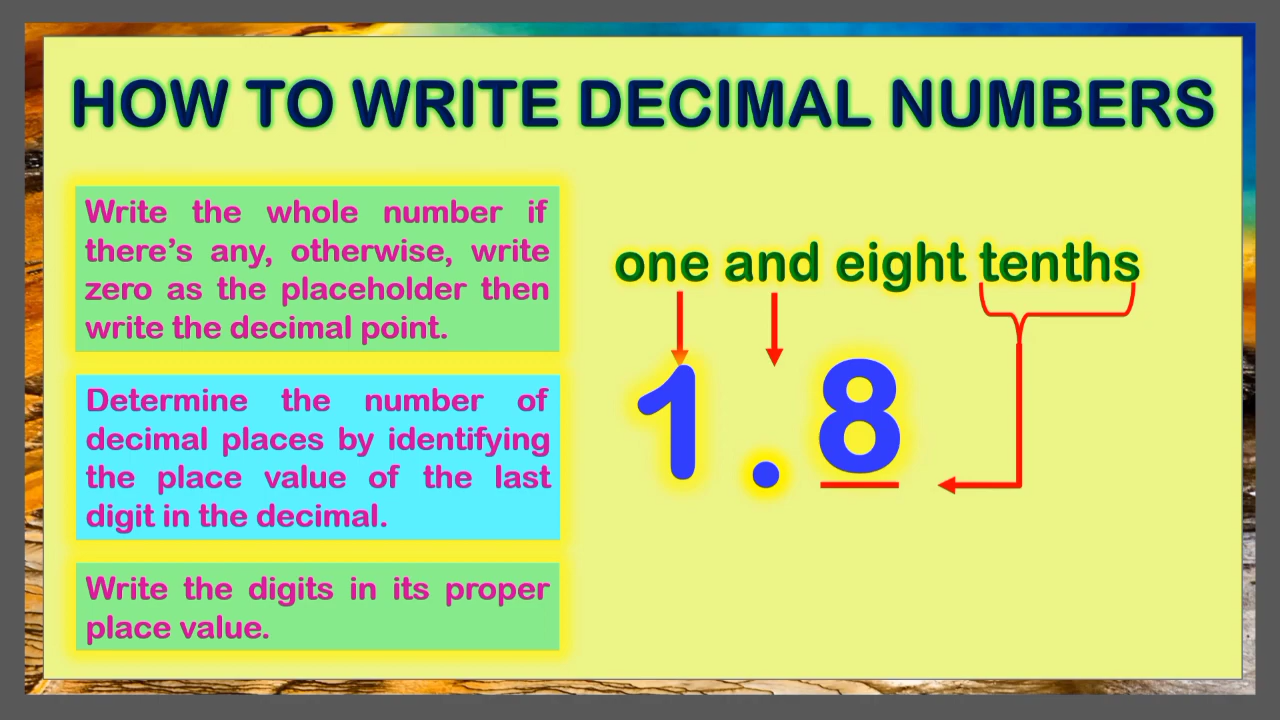 HOW TO WRITE DECIMAL NUMBERS
Write the whole number if
there's any, otherwise, write
zero as the placeholder then
write the decimal point.
Determine the number of
decimal places by identifying
the place value of the last
digit in the decimal.
Write the digits in its proper
place value.
one and eight tenths
1.8